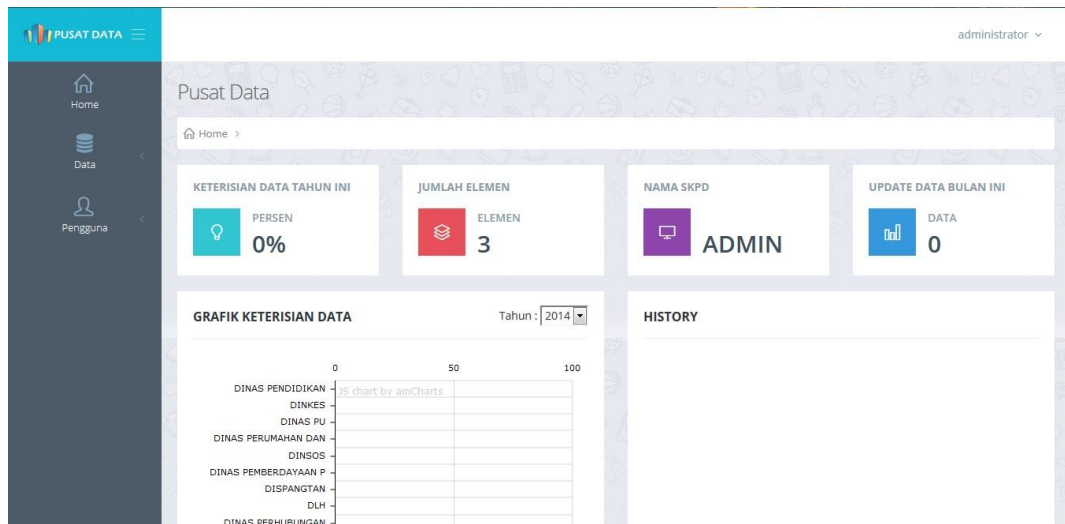 PUSAT DATA
administrator
Home
Data
Pengguna
Pusat Data
Home >
KETERISIAN DATA TAHUN INI
PERSEN
0%
JUMLAH ELEMEN
ELEMEN
3
NAMA SKPD
ADMIN
UPDATE DATA BULAN INI
DATA
0
GRAFIK KETERISIAN DATA
Tahun : 2014
0 50 100
JS chart by amCharts
DINAS PENDIDIKAN
DINKES
DINAS PU
DINAS PERUMAHAN DAN
DINSOS
DINAS PEMBERDAYAAN P
DISPANGTAN
DLH
DINAS PERHUBUNGAN
HISTORY